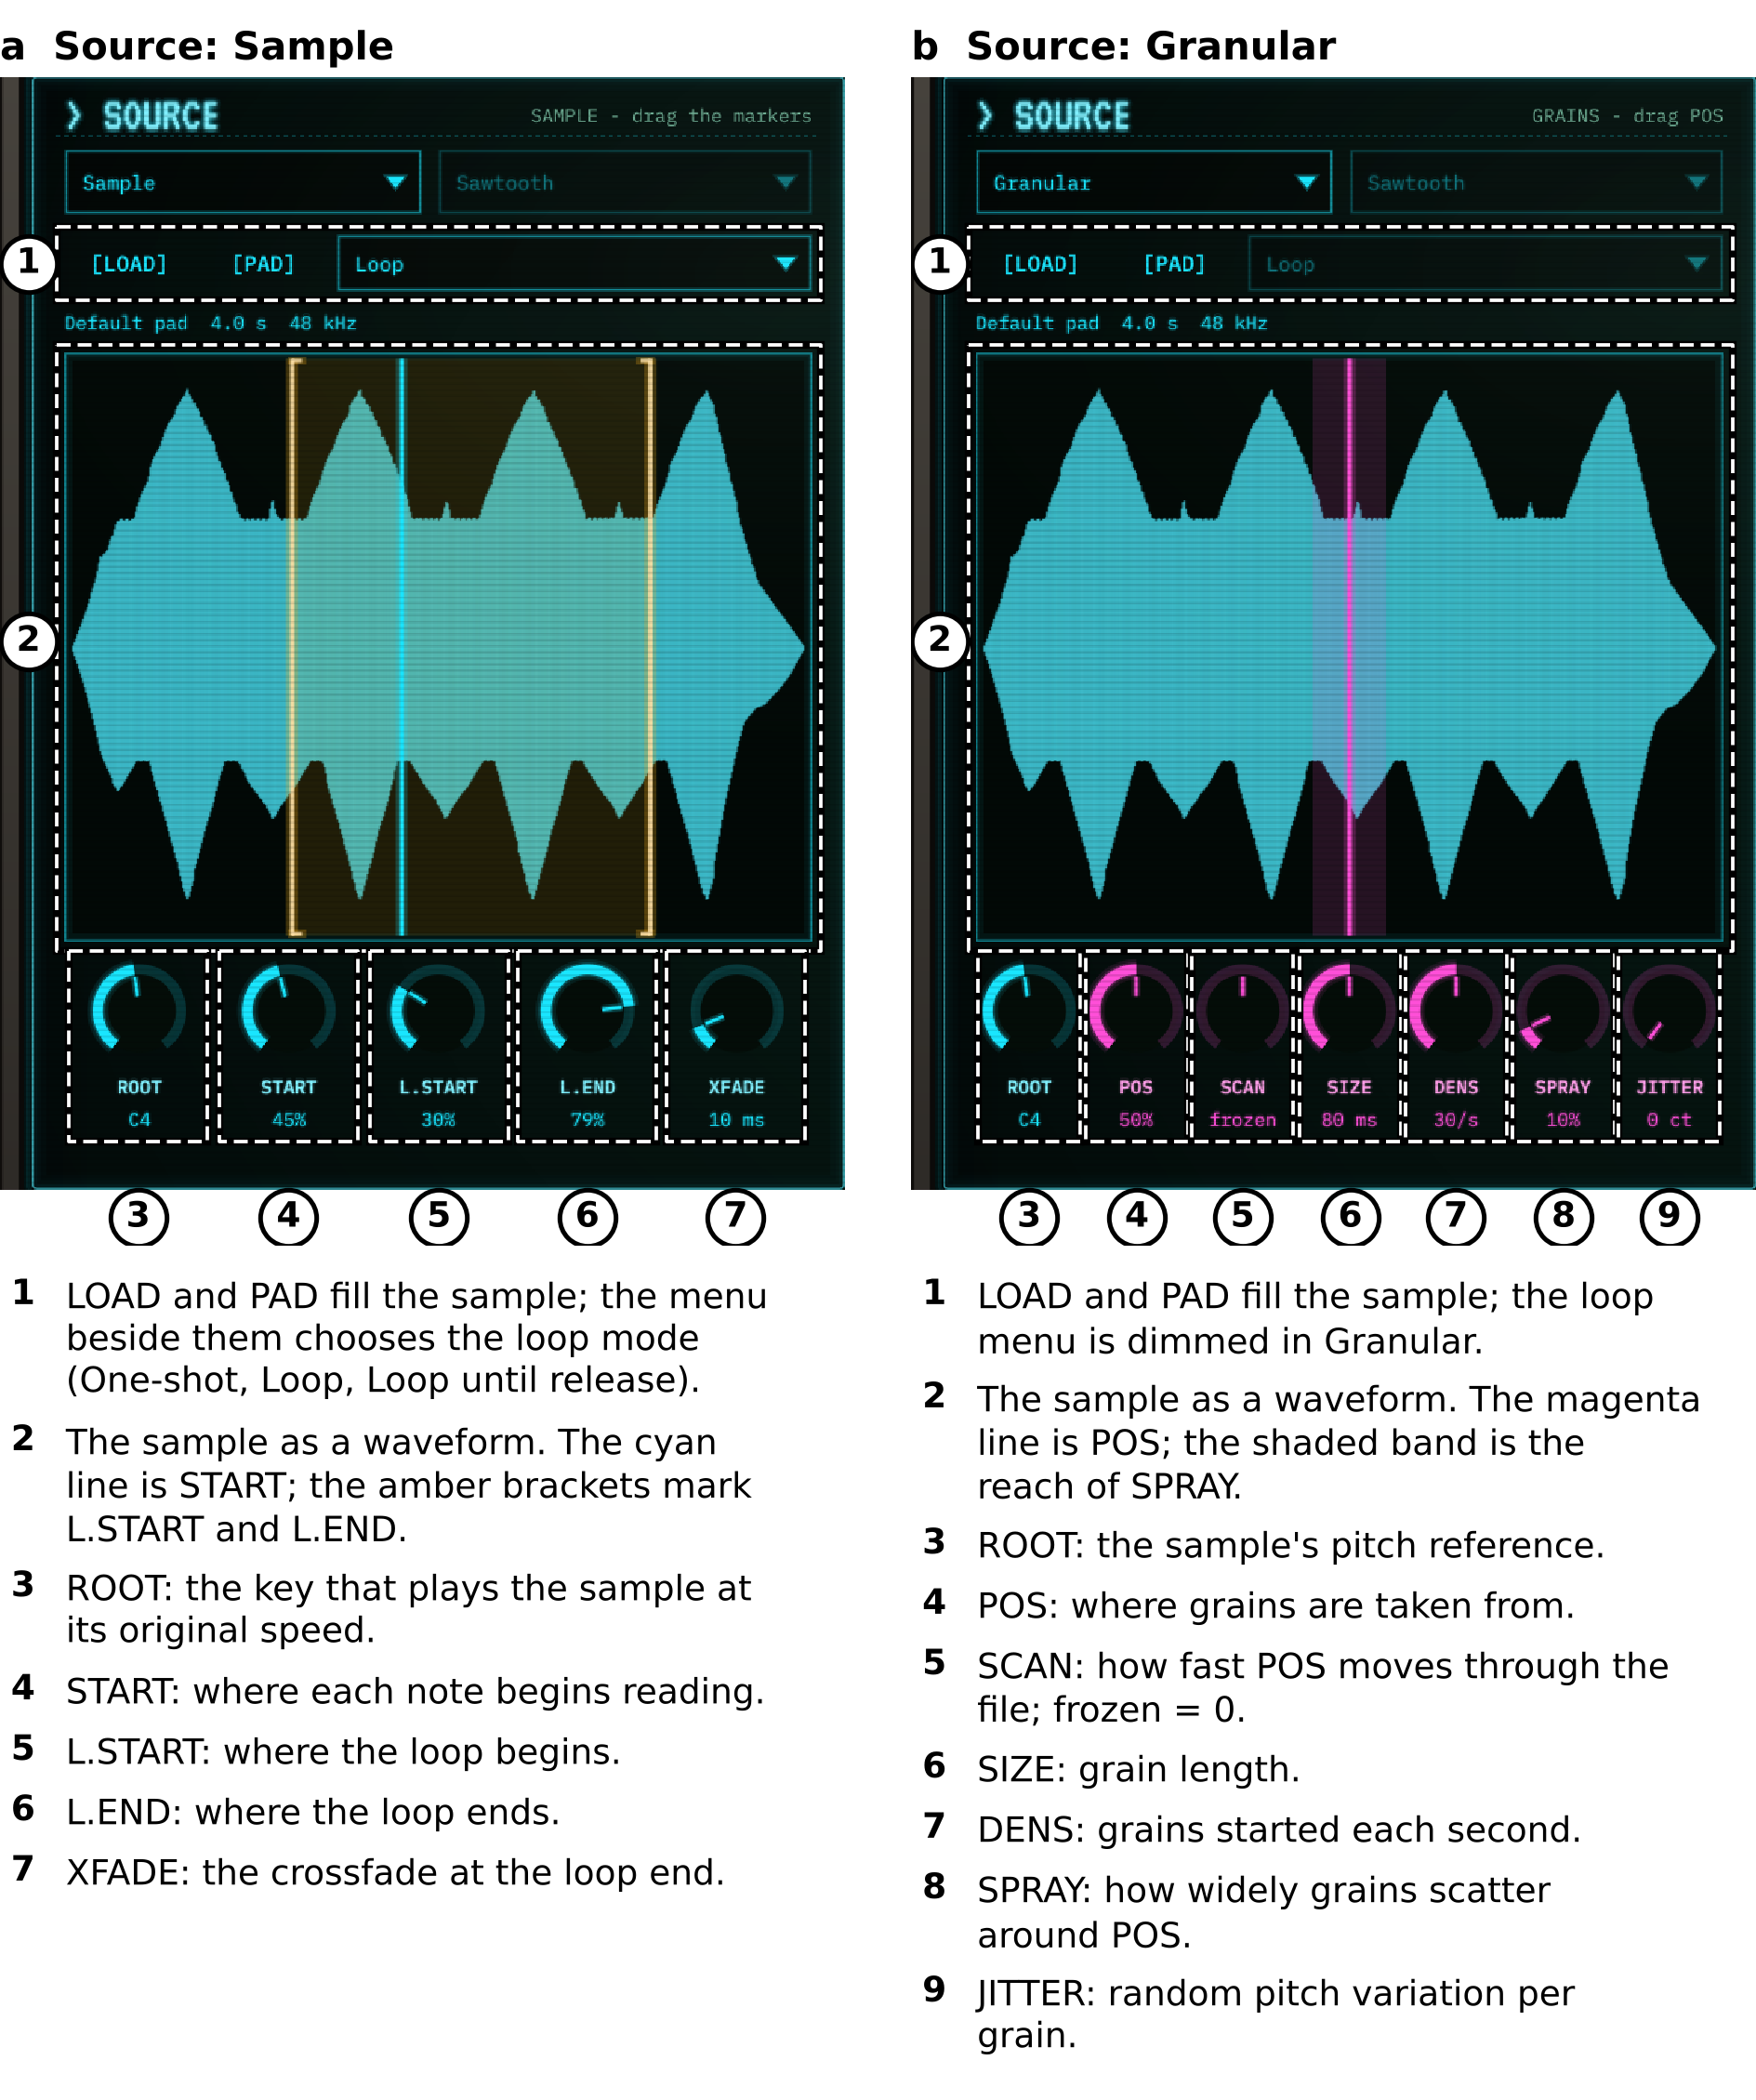 a Source: Sample
❯ SOURCE
SAMPLE - drag the markers
Sample
Sawtooth
1
[LOAD] [PAD] Loop
Default pad 4.0 s 48 kHz
2
ROOT START L.START L.END XFADE
C4 45% 30% 79% 10 ms
3 4 5 6 7
1 LOAD and PAD fill the sample; the menu
beside them chooses the loop mode
(One-shot, Loop, Loop until release).
2 The sample as a waveform. The cyan
line is START; the amber brackets mark
L.START and L.END.
3 ROOT: the key that plays the sample at
its original speed.
4 START: where each note begins reading.
5 L.START: where the loop begins.
6 L.END: where the loop ends.
7 XFADE: the crossfade at the loop end.
b Source: Granular
❯ SOURCE
GRAINS - drag POS
Granular
Sawtooth
1
[LOAD] [PAD] Loop
Default pad 4.0 s 48 kHz
2
ROOT POS SCAN SIZE DENS SPRAY JITTER
C4 50% frozen 80 ms 30/s 10% 0 ct
3 4 5 6 7 8 9
1 LOAD and PAD fill the sample; the loop
menu is dimmed in Granular.
2 The sample as a waveform. The magenta
line is POS; the shaded band is the
reach of SPRAY.
3 ROOT: the sample's pitch reference.
4 POS: where grains are taken from.
5 SCAN: how fast POS moves through the
file; frozen = 0.
6 SIZE: grain length.
7 DENS: grains started each second.
8 SPRAY: how widely grains scatter
around POS.
9 JITTER: random pitch variation per
grain.